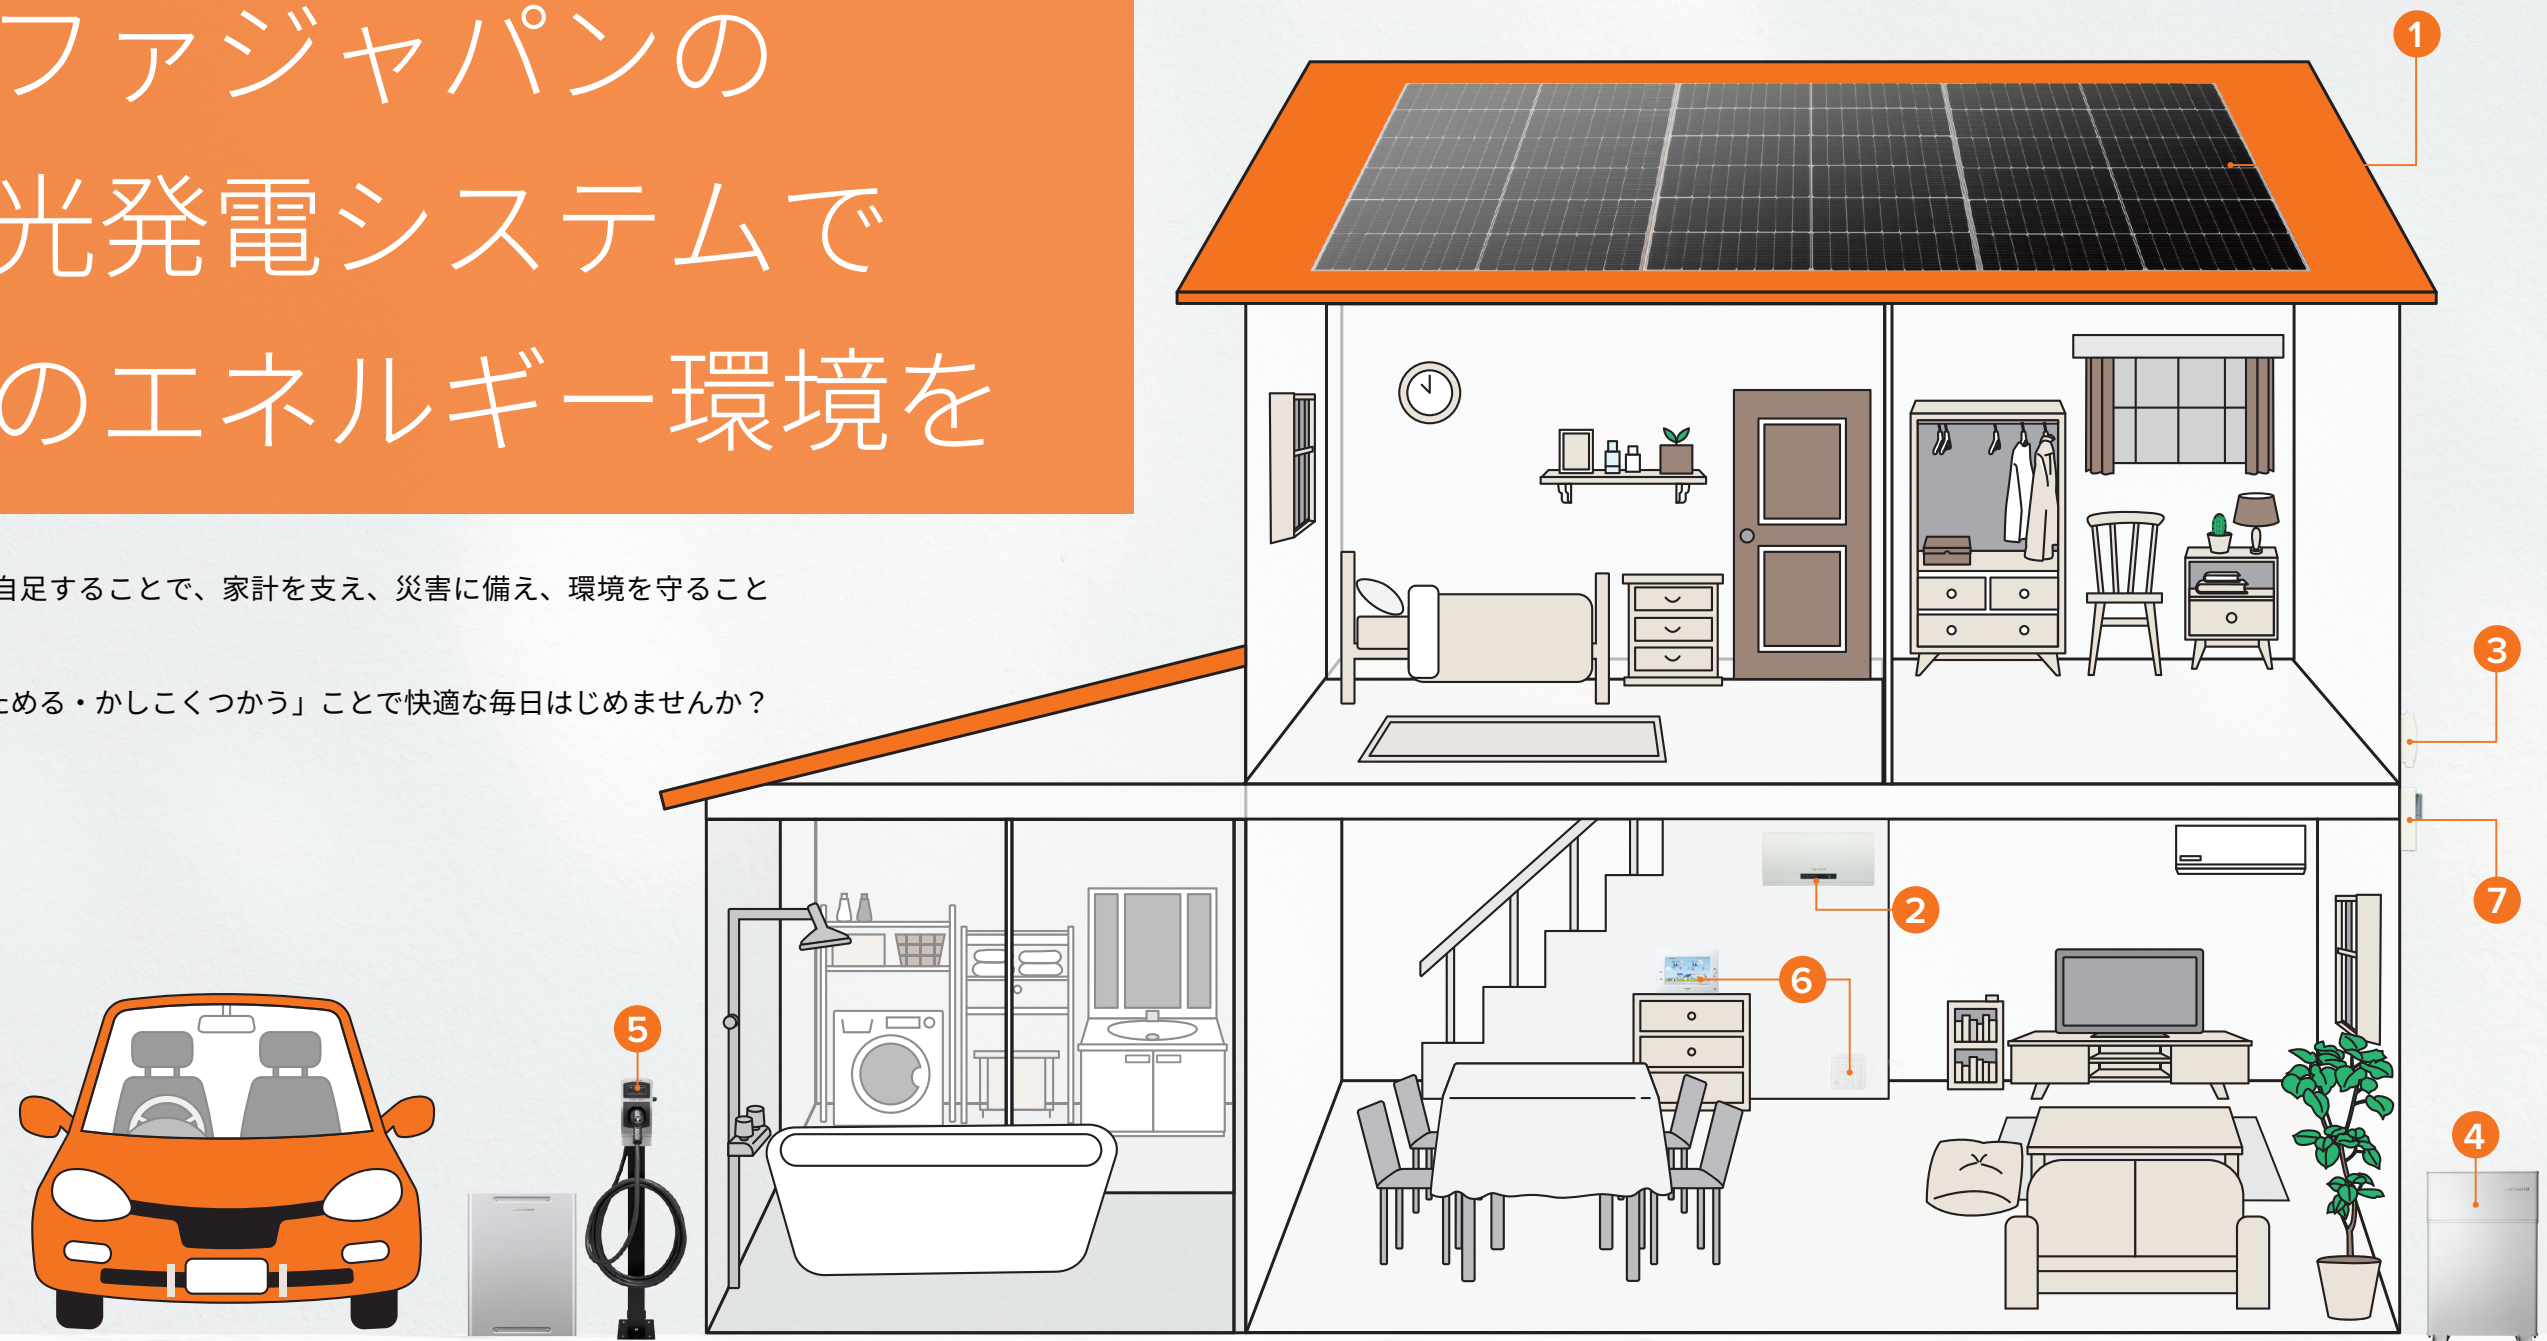 ファジャパンの
光発電システムで
のエネルギー環境を
自足することで、家計を支え、災害に備え、環境を守ること
ためる・かしこくつかう」ことで快適な毎日はじめませんか？
1
3
7
2
6
5
4